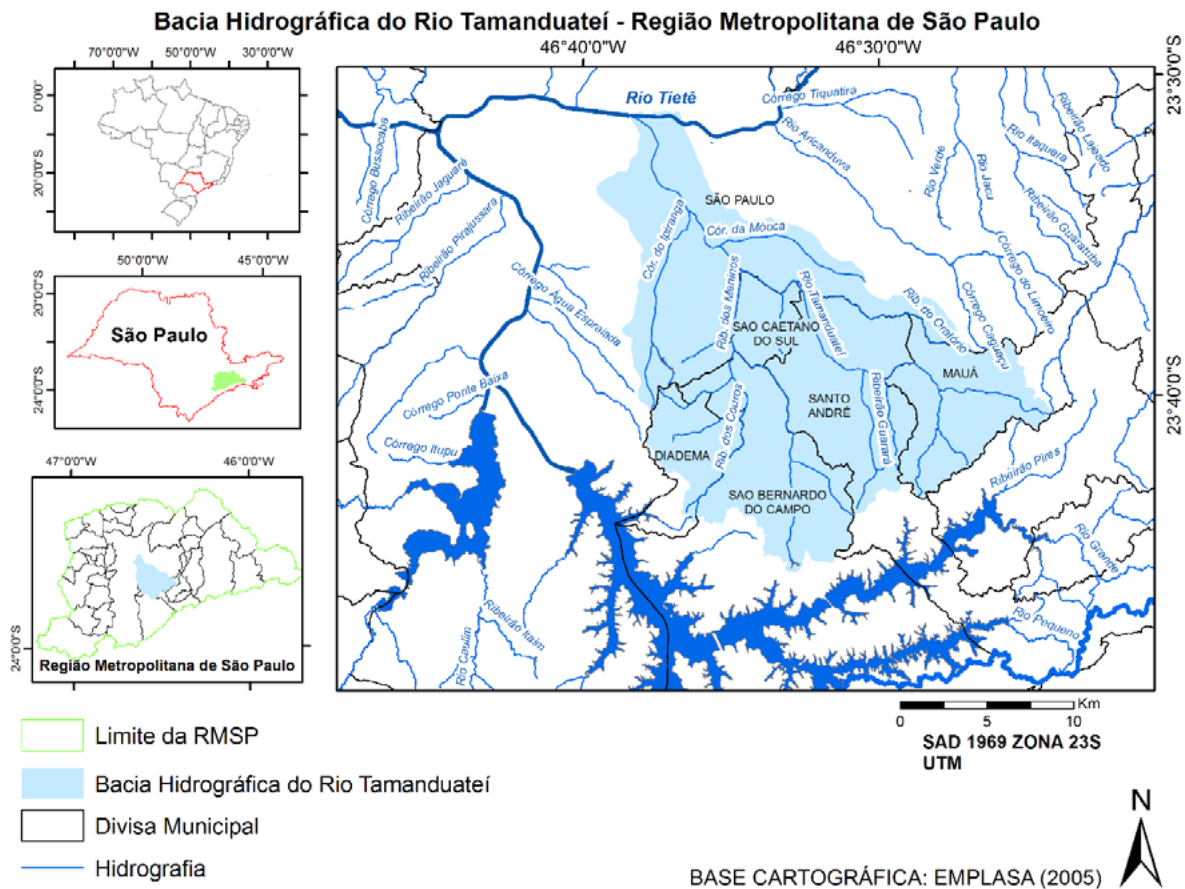 Bacia Hidrográfica do Rio Tamanduateí - Região Metropolitana de São Paulo
70°0'0"W
50°0'0"W
30°0'0"W
0°0'0"
20°0'0"S
50°0'0"W
45°0'0"W
20°0'0"S
24°0'0"S
São Paulo
47°0'0"W
46°0'0"W
24°0'0"S
Região Metropolitana de São Paulo
46°40'0"W
46°30'0"W
23°30'0"S
23°40'0"S
Rio Tietê
Córrego Tiquatira
Rio Aricanduva
Rio Verde
Rio Jacu
Rio Itaquera
Ribeirão Lajeado
Ribeirão Guaratuba
Córrego do Limoeiro
Córrego Caguaçu
Córrego Bussocaba
Ribeirão Jaguaré
Ribeirão Pirajussara
Córrego Água Espraiada
Córrego Ponte Baixa
Córrego Itupu
SÃO PAULO
Cór. do Ipiranga
Cór. da Mooca
Rib. dos Meninos
Rio Tamanduateí
Rib. do Oratório
SAO CAETANO
DO SUL
MAUÁ
SANTO
ANDRÉ
Ribeirão Guarará
Rib. dos Couros
DIADEMA
SAO BERNARDO
DO CAMPO
Ribeirão Pires
Rio Grande
Rio Pequeno
Ribeirão Itaim
Rio Caulim
Km
0 5 10
SAD 1969 ZONA 23S
UTM
Limite da RMSP
Bacia Hidrográfica do Rio Tamanduateí
Divisa Municipal
Hidrografia
N
BASE CARTOGRÁFICA: EMPLASA (2005)